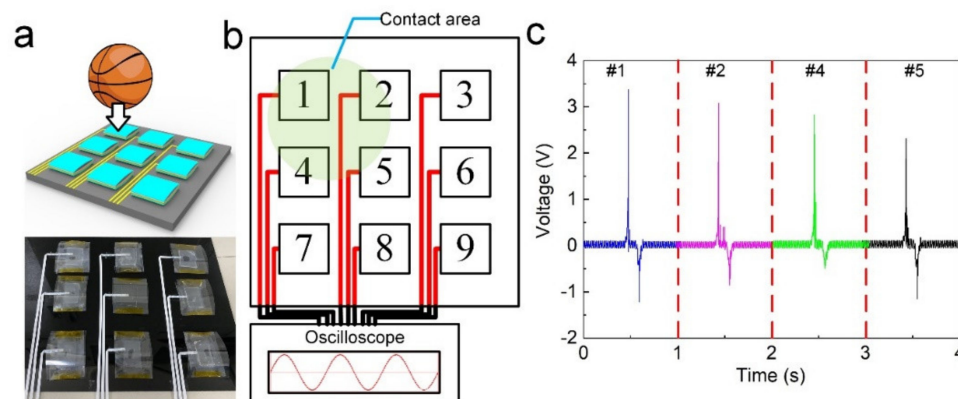 a
b
Contact area
1 2 3
4 5 6
7 8 9
Oscilloscope
c
#1 #2 #4 #5
4
3
2
1
0
-1
-2
Voltage (V)
0 1 2 3 4
Time (s)